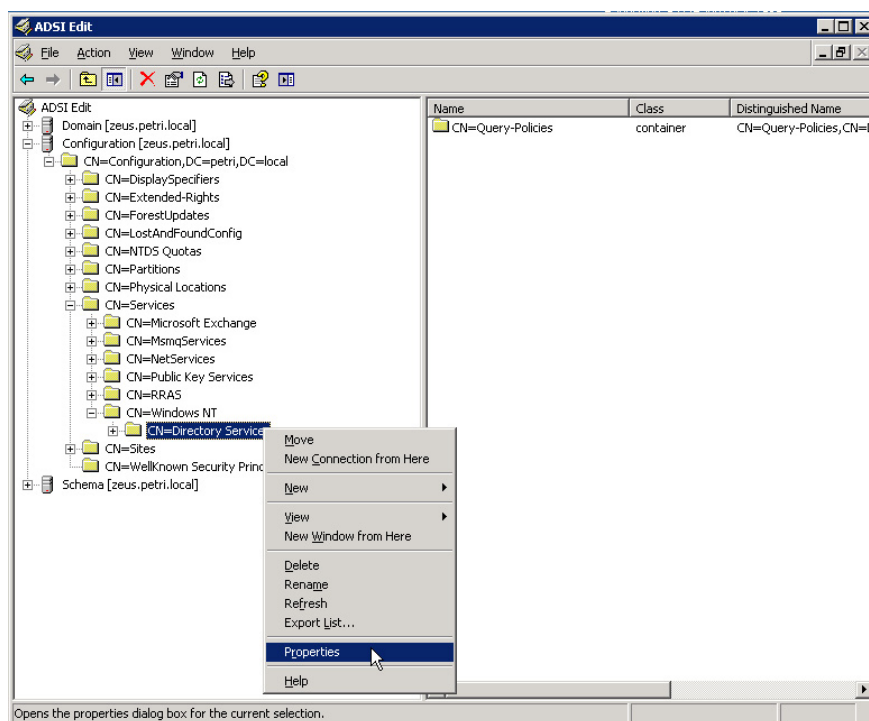 ADSI Edit
File Action View Window Help
ADSI Edit
Domain [zeus.petri.local]
Configuration [zeus.petri.local]
CN=Configuration,DC=petri,DC=local
CN=DisplaySpecifiers
CN=Extended-Rights
CN=ForestUpdates
CN=LostAndFoundConfig
CN=NTDS Quotas
CN=Partitions
CN=Physical Locations
CN=Services
CN=Microsoft Exchange
CN=MsmqServices
CN=NetServices
CN=Public Key Services
CN=RRAS
CN=Windows NT
CN=Directory Service
CN=Sites
CN=WellKnown Security Princ
Schema [zeus.petri.local]
Name Class Distinguished Name
CN=Query-Policies container CN=Query-Policies,CN=
Move
New Connection from Here
New
View
New Window from Here
Delete
Rename
Refresh
Export List...
Properties
Help
Opens the properties dialog box for the current selection.